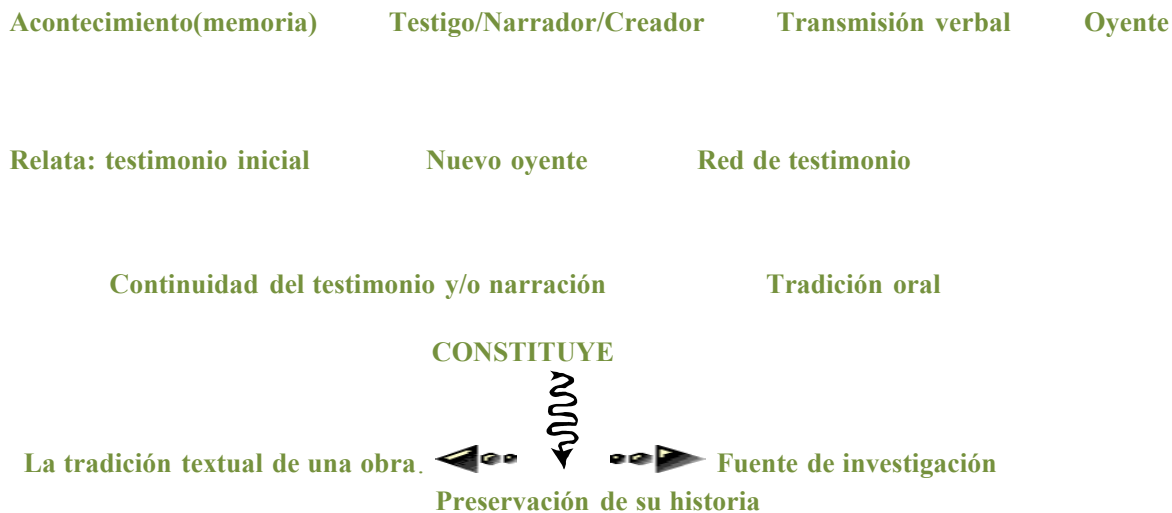 Acontecimiento(memoria) Testigo/Narrador/Creador Transmisión verbal Oyente
Relata: testimonio inicial Nuevo oyente Red de testimonio
Continuidad del testimonio y/o narración Tradición oral
CONSTITUYE
La tradición textual de una obra. Fuente de investigación
Preservación de su historia